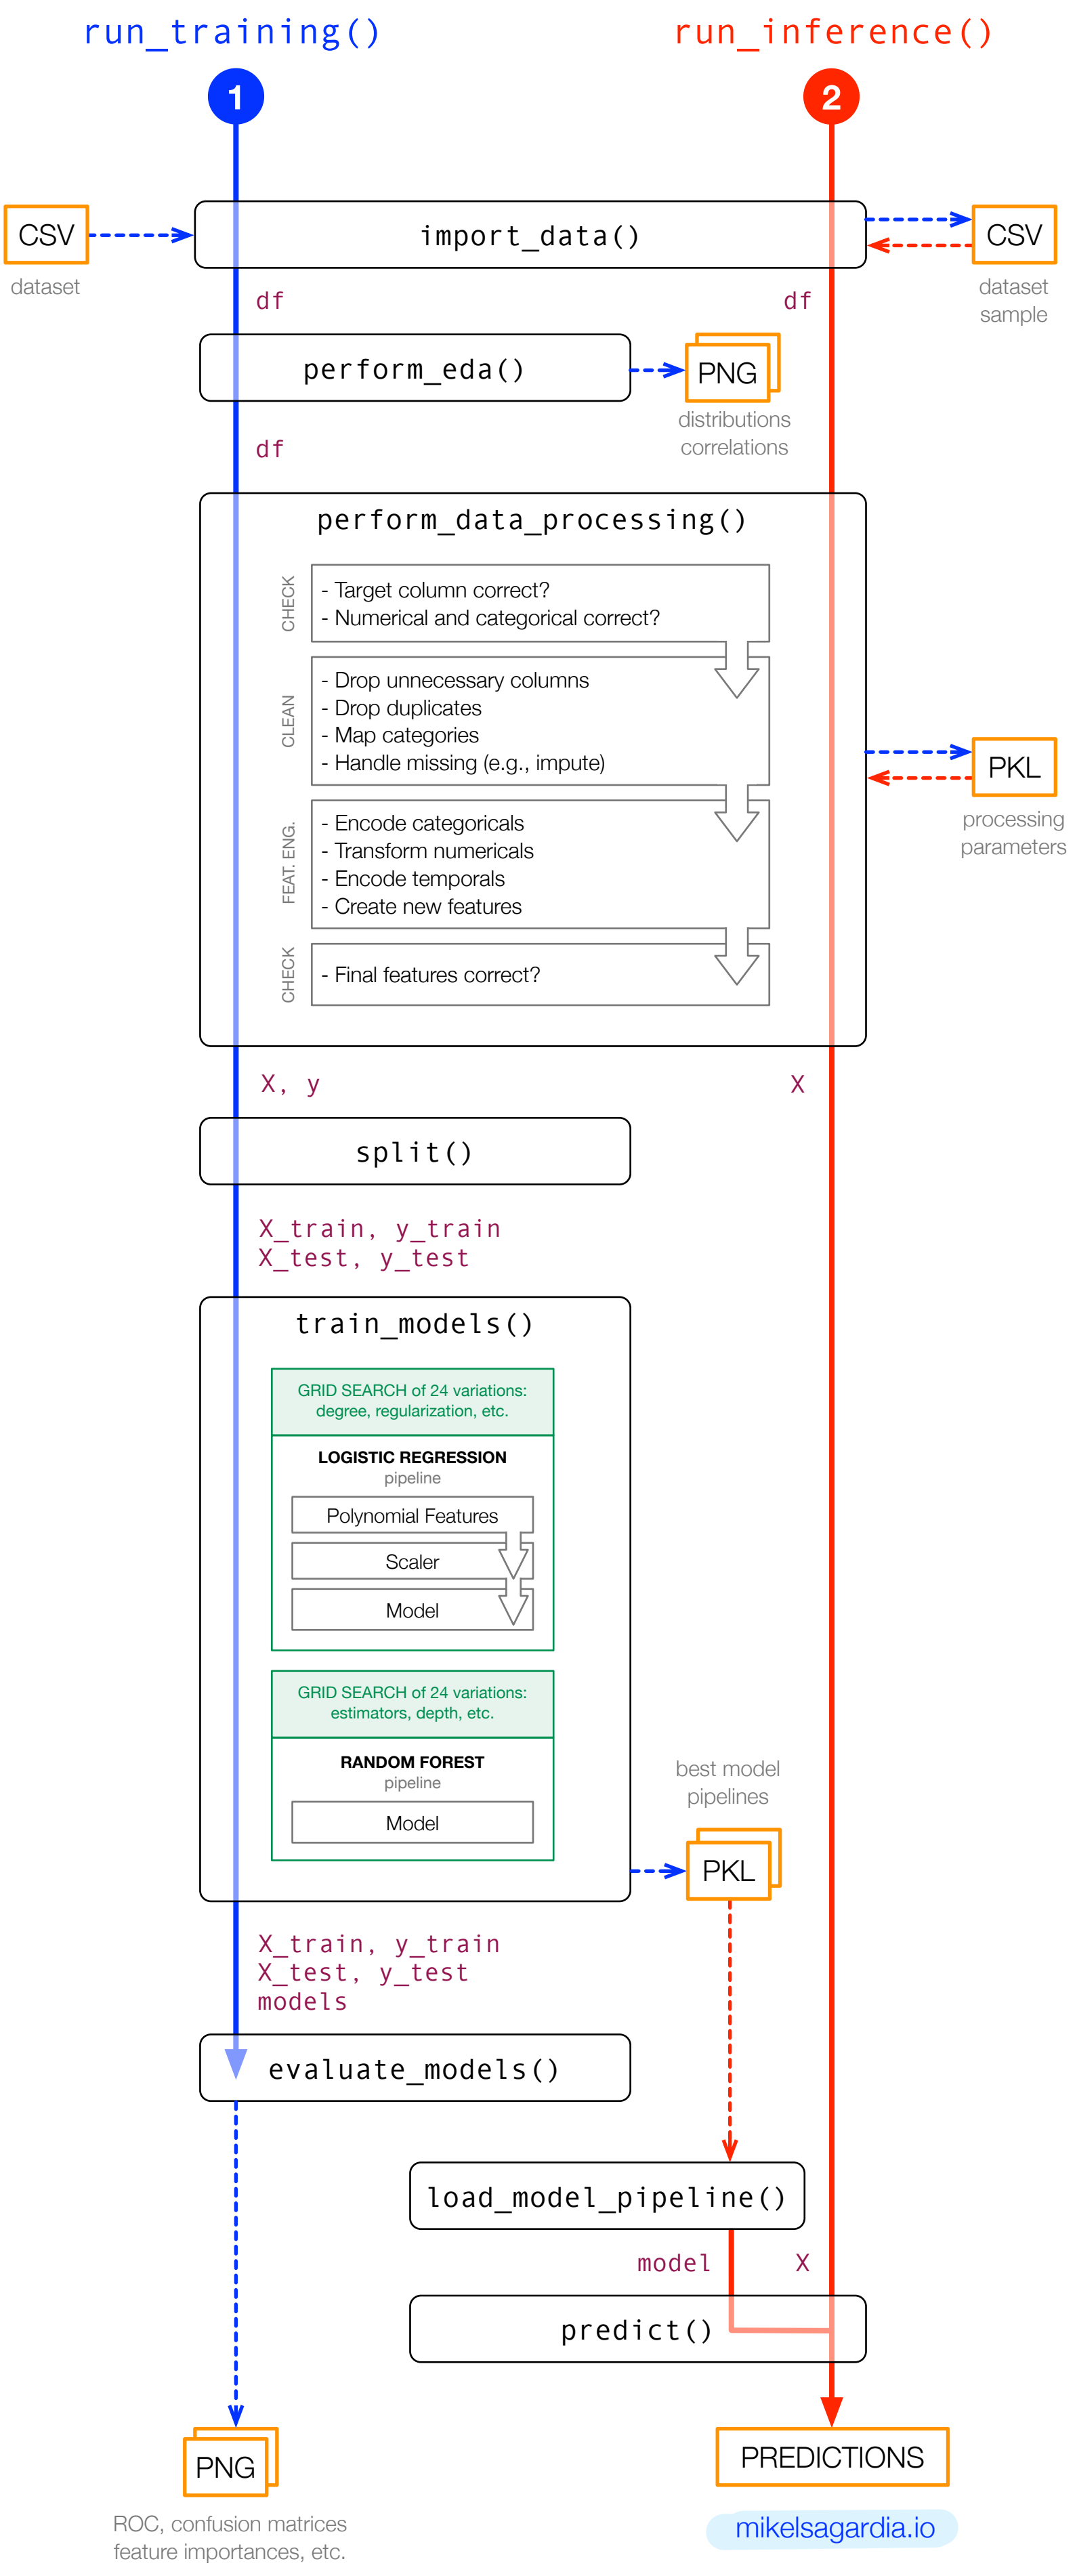 run_training()
run_inference()
1
2
CSV
dataset
import_data()
CSV
dataset
sample
df
df
perform_eda()
PNG
distributions
correlations
df
perform_data_processing()
CHECK
- Target column correct?
- Numerical and categorical correct?
CLEAN
- Drop unnecessary columns
- Drop duplicates
- Map categories
- Handle missing (e.g., impute)
PKL
processing
parameters
FEAT. ENG.
- Encode categoricals
- Transform numericals
- Encode temporals
- Create new features
CHECK
- Final features correct?
X, y
X
split()
X_train, y_train
X_test, y_test
train_models()
GRID SEARCH of 24 variations:
degree, regularization, etc.
LOGISTIC REGRESSION
pipeline
Polynomial Features
Scaler
Model
GRID SEARCH of 24 variations:
estimators, depth, etc.
RANDOM FOREST
pipeline
Model
best model
pipelines
PKL
X_train, y_train
X_test, y_test
models
evaluate_models()
load_model_pipeline()
model
X
predict()
PNG
ROC, confusion matrices
feature importances, etc.
PREDICTIONS
mikelsagardia.io